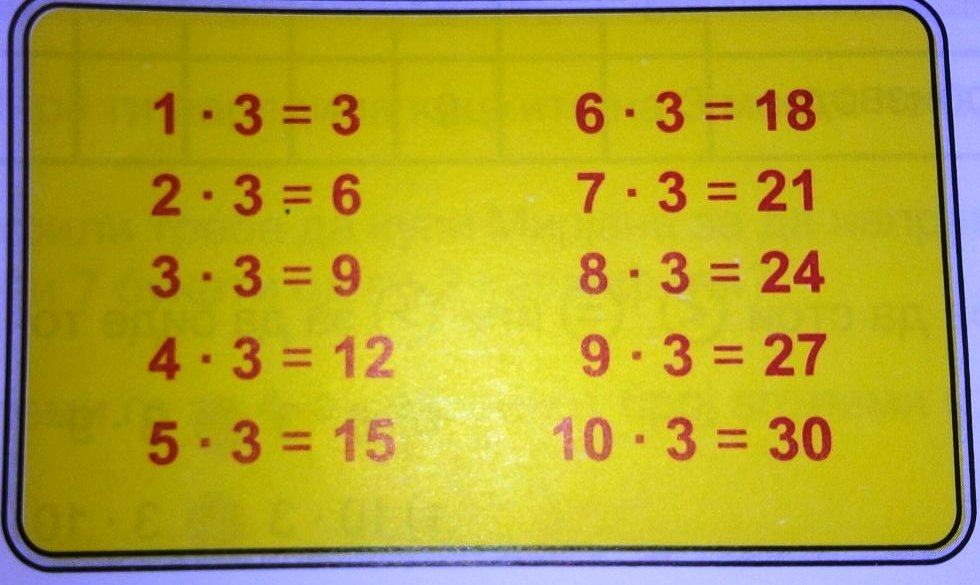 1 · 3 = 3
2 · 3 = 6
3 · 3 = 9
4 · 3 = 12
5 · 3 = 15
6 · 3 = 18
7 · 3 = 21
8 · 3 = 24
9 · 3 = 27
10 · 3 = 30